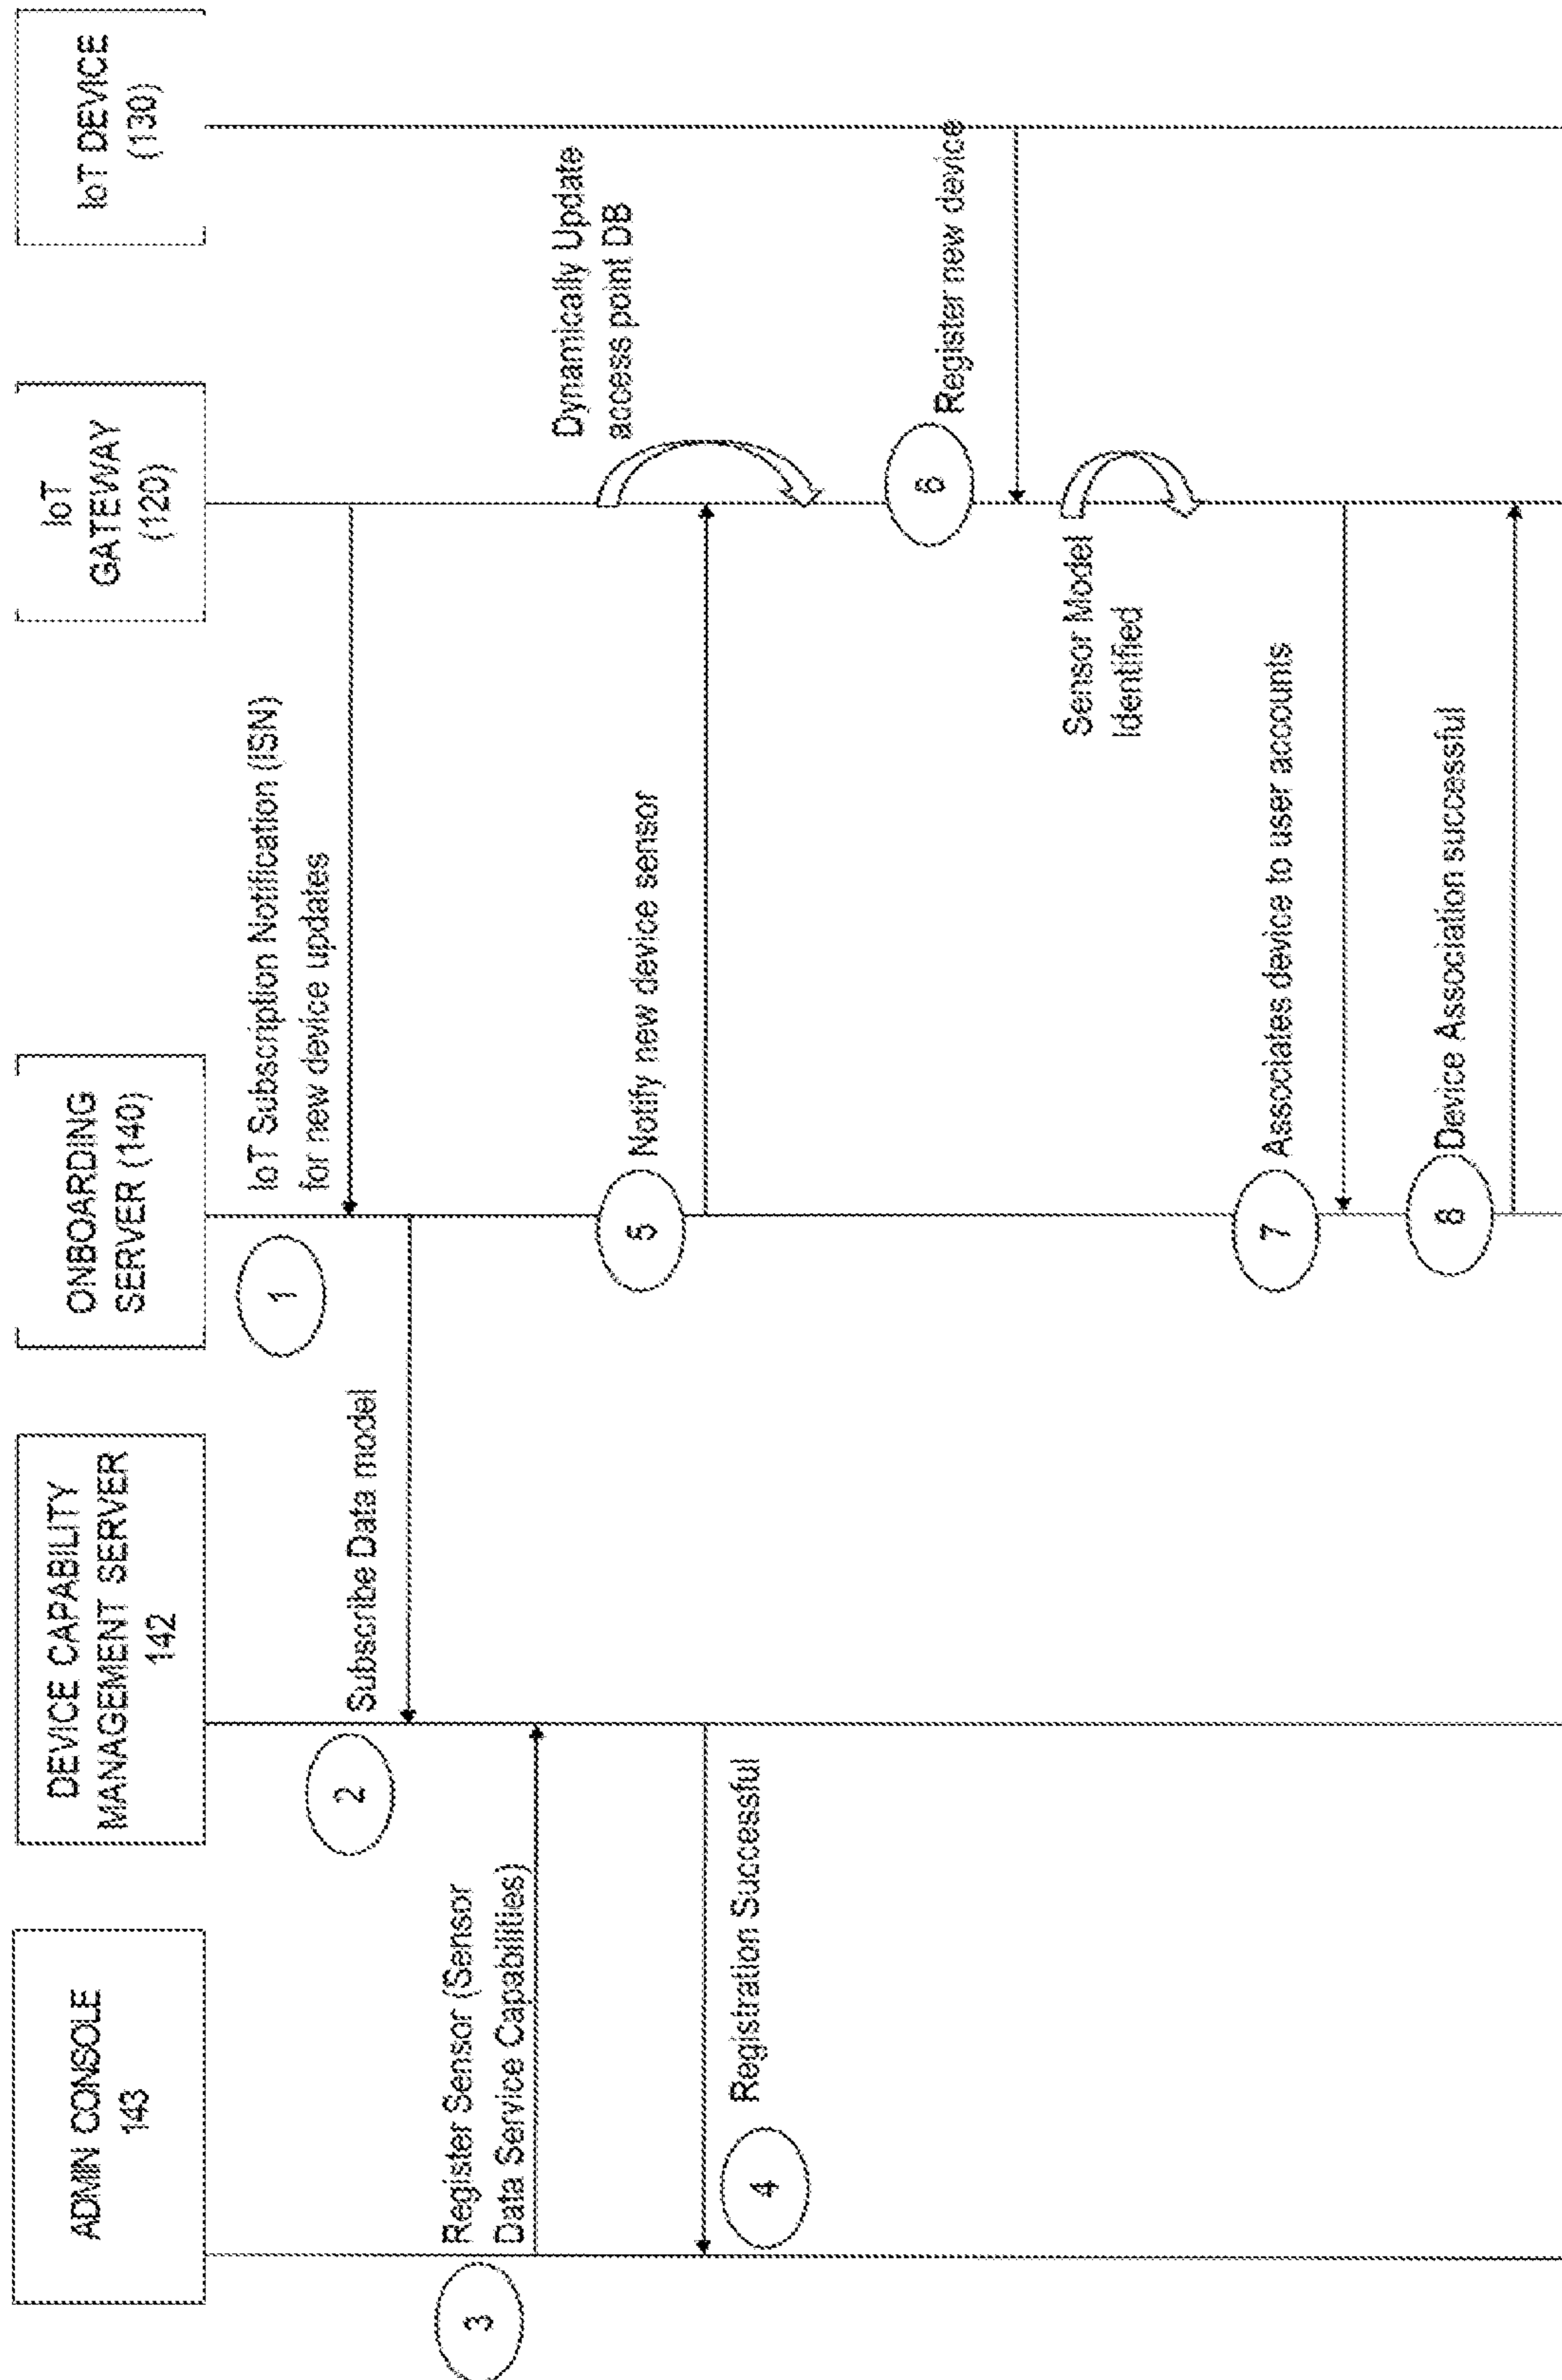 ADMIN CONSOLE
143
DEVICE CAPABILITY
MANAGEMENT SERVER
142
ONBOARDING
SERVER (140)
IoT
GATEWAY
(120)
IoT DEVICE
(130)
1
IoT Subscription Notification (ISN)
for new device updates
2
Subscribe Data model
3
Register Sensor (Sensor
Data Service Capabilities)
4
Registration Successful
5
Notify new device sensor
Dynamically Update
access point DB
6
Register new device
Sensor Model
Identified
7
Associates device to user accounts
8
Device Association successful